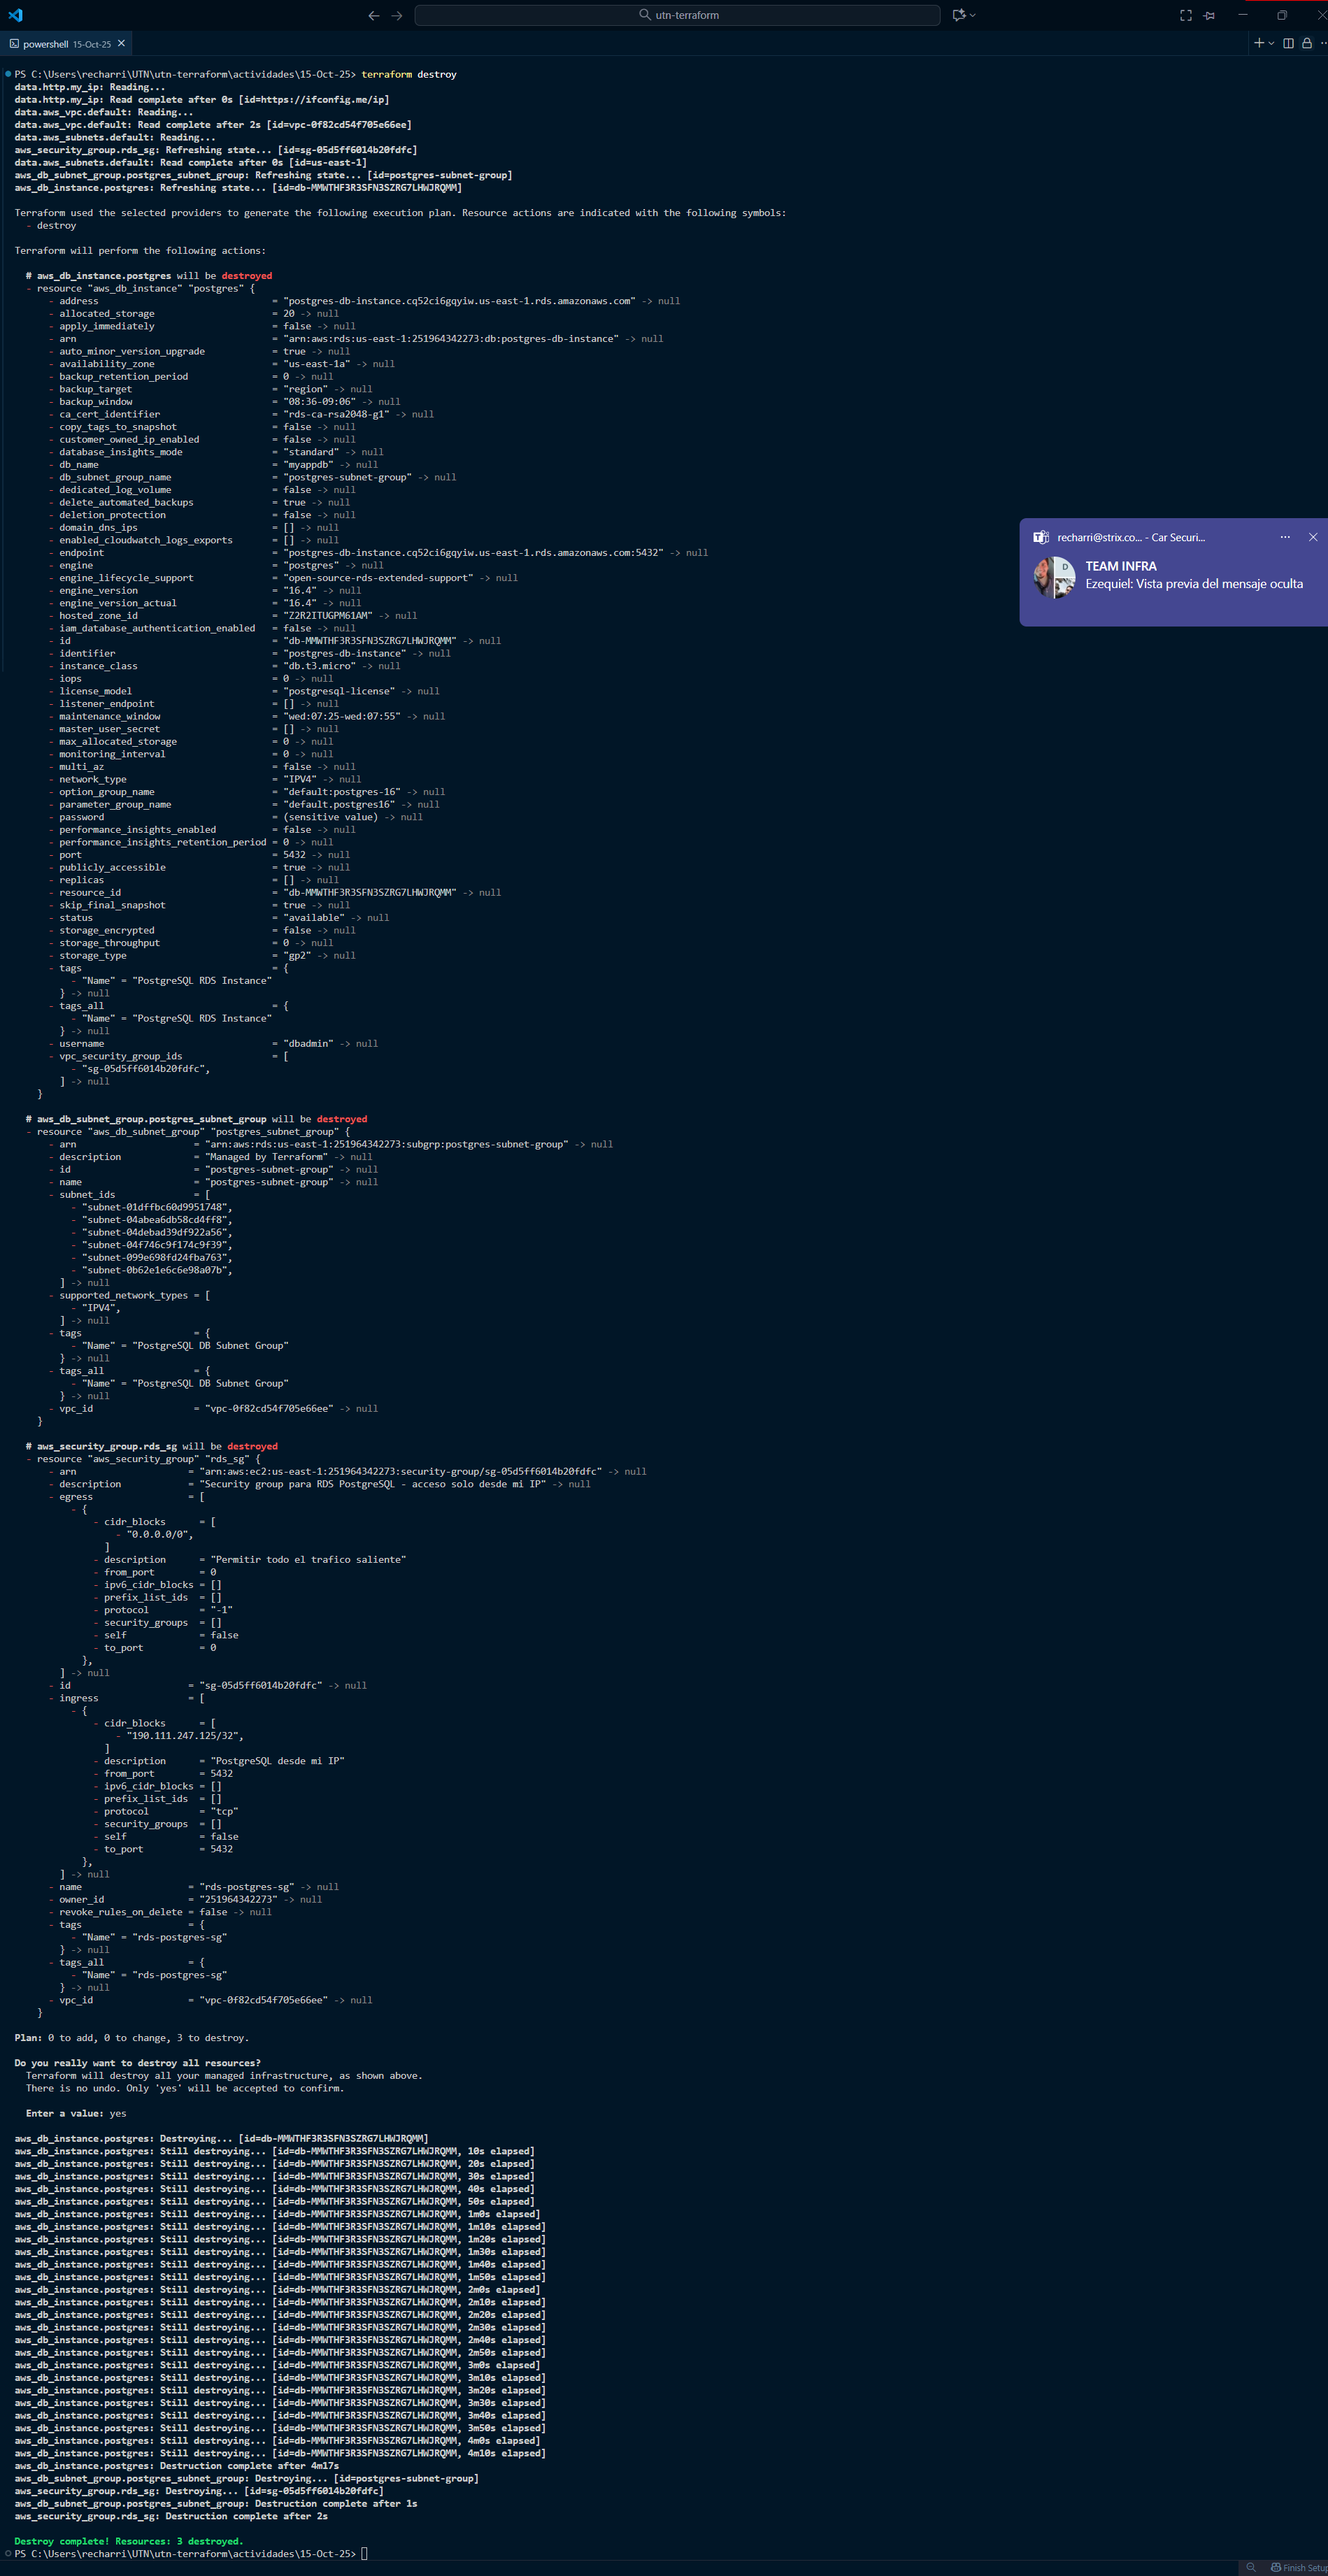 utn-terraform
powershell 15-Oct-25
PS C:\Users\recharri\UTN\utn-terraform\actividades\15-Oct-25> terraform destroy
data.http.my_ip: Reading...
data.http.my_ip: Read complete after 0s [id=https://ifconfig.me/ip]
data.aws_vpc.default: Reading...
data.aws_vpc.default: Read complete after 2s [id=vpc-0f82cd54f705e66ee]
data.aws_subnets.default: Reading...
aws_security_group.rds_sg: Refreshing state... [id=sg-05d5ff6014b20fdfc]
data.aws_subnets.default: Read complete after 0s [id=us-east-1]
aws_db_subnet_group.postgres_subnet_group: Refreshing state... [id=postgres-subnet-group]
aws_db_instance.postgres: Refreshing state... [id=db-MMWTHF3R3SFN3SZRG7LHWJRQMM]
Terraform used the selected providers to generate the following execution plan. Resource actions are indicated with the following symbols:
- destroy
Terraform will perform the following actions:
# aws_db_instance.postgres will be destroyed
- resource "aws_db_instance" "postgres" {
- address = "postgres-db-instance.cq52ci6gqyiw.us-east-1.rds.amazonaws.com" -> null
- allocated_storage = 20 -> null
- apply_immediately = false -> null
- arn = "arn:aws:rds:us-east-1:251964342273:db:postgres-db-instance" -> null
- auto_minor_version_upgrade = true -> null
- availability_zone = "us-east-1a" -> null
- backup_retention_period = 0 -> null
- backup_target = "region" -> null
- backup_window = "08:36-09:06" -> null
- ca_cert_identifier = "rds-ca-rsa2048-g1" -> null
- copy_tags_to_snapshot = false -> null
- customer_owned_ip_enabled = false -> null
- database_insights_mode = "standard" -> null
- db_name = "myappdb" -> null
- db_subnet_group_name = "postgres-subnet-group" -> null
- dedicated_log_volume = false -> null
- delete_automated_backups = true -> null
- deletion_protection = false -> null
- domain_dns_ips = [] -> null
- enabled_cloudwatch_logs_exports = [] -> null
- endpoint = "postgres-db-instance.cq52ci6gqyiw.us-east-1.rds.amazonaws.com:5432" -> null
- engine = "postgres" -> null
- engine_lifecycle_support = "open-source-rds-extended-support" -> null
- engine_version = "16.4" -> null
- engine_version_actual = "16.4" -> null
- hosted_zone_id = "Z2R2ITUGPM61AM" -> null
- iam_database_authentication_enabled = false -> null
- id = "db-MMWTHF3R3SFN3SZRG7LHWJRQMM" -> null
- identifier = "postgres-db-instance" -> null
- instance_class = "db.t3.micro" -> null
- iops = 0 -> null
- license_model = "postgresql-license" -> null
- listener_endpoint = [] -> null
- maintenance_window = "wed:07:25-wed:07:55" -> null
- master_user_secret = [] -> null
- max_allocated_storage = 0 -> null
- monitoring_interval = 0 -> null
- multi_az = false -> null
- network_type = "IPV4" -> null
- option_group_name = "default:postgres-16" -> null
- parameter_group_name = "default.postgres16" -> null
- password = (sensitive value) -> null
- performance_insights_enabled = false -> null
- performance_insights_retention_period = 0 -> null
- port = 5432 -> null
- publicly_accessible = true -> null
- replicas = [] -> null
- resource_id = "db-MMWTHF3R3SFN3SZRG7LHWJRQMM" -> null
- skip_final_snapshot = true -> null
- status = "available" -> null
- storage_encrypted = false -> null
- storage_throughput = 0 -> null
- storage_type = "gp2" -> null
- tags = {
- "Name" = "PostgreSQL RDS Instance"
} -> null
- tags_all = {
- "Name" = "PostgreSQL RDS Instance"
} -> null
- username = "dbadmin" -> null
- vpc_security_group_ids = [
- "sg-05d5ff6014b20fdfc",
] -> null
}
recharri@strix.co... - Car Securi...
TEAM INFRA
Ezequiel: Vista previa del mensaje oculta
# aws_db_subnet_group.postgres_subnet_group will be destroyed
- resource "aws_db_subnet_group" "postgres_subnet_group" {
- arn = "arn:aws:rds:us-east-1:251964342273:subgrp:postgres-subnet-group" -> null
- description = "Managed by Terraform" -> null
- id = "postgres-subnet-group" -> null
- name = "postgres-subnet-group" -> null
- subnet_ids = [
- "subnet-01dffbc60d9951748",
- "subnet-04abea6db58cd4ff8",
- "subnet-04debad39df922a56",
- "subnet-04f746c9f174c9f39",
- "subnet-099e698fd24fba763",
- "subnet-0b62e1e6c6e98a07b",
] -> null
- supported_network_types = [
- "IPV4",
] -> null
- tags = {
- "Name" = "PostgreSQL DB Subnet Group"
} -> null
- tags_all = {
- "Name" = "PostgreSQL DB Subnet Group"
} -> null
- vpc_id = "vpc-0f82cd54f705e66ee" -> null
}
# aws_security_group.rds_sg will be destroyed
- resource "aws_security_group" "rds_sg" {
- arn = "arn:aws:ec2:us-east-1:251964342273:security-group/sg-05d5ff6014b20fdfc" -> null
- description = "Security group para RDS PostgreSQL - acceso solo desde mi IP" -> null
- egress = [
- {
- cidr_blocks = [
- "0.0.0.0/0",
]
- description = "Permitir todo el trafico saliente"
- from_port = 0
- ipv6_cidr_blocks = []
- prefix_list_ids = []
- protocol = "-1"
- security_groups = []
- self = false
- to_port = 0
},
] -> null
- id = "sg-05d5ff6014b20fdfc" -> null
- ingress = [
- {
- cidr_blocks = [
- "190.111.247.125/32",
]
- description = "PostgreSQL desde mi IP"
- from_port = 5432
- ipv6_cidr_blocks = []
- prefix_list_ids = []
- protocol = "tcp"
- security_groups = []
- self = false
- to_port = 5432
},
] -> null
- name = "rds-postgres-sg" -> null
- owner_id = "251964342273" -> null
- revoke_rules_on_delete = false -> null
- tags = {
- "Name" = "rds-postgres-sg"
} -> null
- tags_all = {
- "Name" = "rds-postgres-sg"
} -> null
- vpc_id = "vpc-0f82cd54f705e66ee" -> null
}
Plan: 0 to add, 0 to change, 3 to destroy.
Do you really want to destroy all resources?
Terraform will destroy all your managed infrastructure, as shown above.
There is no undo. Only 'yes' will be accepted to confirm.
Enter a value: yes
aws_db_instance.postgres: Destroying... [id=db-MMWTHF3R3SFN3SZRG7LHWJRQMM]
aws_db_instance.postgres: Still destroying... [id=db-MMWTHF3R3SFN3SZRG7LHWJRQMM, 10s elapsed]
aws_db_instance.postgres: Still destroying... [id=db-MMWTHF3R3SFN3SZRG7LHWJRQMM, 20s elapsed]
aws_db_instance.postgres: Still destroying... [id=db-MMWTHF3R3SFN3SZRG7LHWJRQMM, 30s elapsed]
aws_db_instance.postgres: Still destroying... [id=db-MMWTHF3R3SFN3SZRG7LHWJRQMM, 40s elapsed]
aws_db_instance.postgres: Still destroying... [id=db-MMWTHF3R3SFN3SZRG7LHWJRQMM, 50s elapsed]
aws_db_instance.postgres: Still destroying... [id=db-MMWTHF3R3SFN3SZRG7LHWJRQMM, 1m0s elapsed]
aws_db_instance.postgres: Still destroying... [id=db-MMWTHF3R3SFN3SZRG7LHWJRQMM, 1m10s elapsed]
aws_db_instance.postgres: Still destroying... [id=db-MMWTHF3R3SFN3SZRG7LHWJRQMM, 1m20s elapsed]
aws_db_instance.postgres: Still destroying... [id=db-MMWTHF3R3SFN3SZRG7LHWJRQMM, 1m30s elapsed]
aws_db_instance.postgres: Still destroying... [id=db-MMWTHF3R3SFN3SZRG7LHWJRQMM, 1m40s elapsed]
aws_db_instance.postgres: Still destroying... [id=db-MMWTHF3R3SFN3SZRG7LHWJRQMM, 1m50s elapsed]
aws_db_instance.postgres: Still destroying... [id=db-MMWTHF3R3SFN3SZRG7LHWJRQMM, 2m0s elapsed]
aws_db_instance.postgres: Still destroying... [id=db-MMWTHF3R3SFN3SZRG7LHWJRQMM, 2m10s elapsed]
aws_db_instance.postgres: Still destroying... [id=db-MMWTHF3R3SFN3SZRG7LHWJRQMM, 2m20s elapsed]
aws_db_instance.postgres: Still destroying... [id=db-MMWTHF3R3SFN3SZRG7LHWJRQMM, 2m30s elapsed]
aws_db_instance.postgres: Still destroying... [id=db-MMWTHF3R3SFN3SZRG7LHWJRQMM, 2m40s elapsed]
aws_db_instance.postgres: Still destroying... [id=db-MMWTHF3R3SFN3SZRG7LHWJRQMM, 2m50s elapsed]
aws_db_instance.postgres: Still destroying... [id=db-MMWTHF3R3SFN3SZRG7LHWJRQMM, 3m0s elapsed]
aws_db_instance.postgres: Still destroying... [id=db-MMWTHF3R3SFN3SZRG7LHWJRQMM, 3m10s elapsed]
aws_db_instance.postgres: Still destroying... [id=db-MMWTHF3R3SFN3SZRG7LHWJRQMM, 3m20s elapsed]
aws_db_instance.postgres: Still destroying... [id=db-MMWTHF3R3SFN3SZRG7LHWJRQMM, 3m30s elapsed]
aws_db_instance.postgres: Still destroying... [id=db-MMWTHF3R3SFN3SZRG7LHWJRQMM, 3m40s elapsed]
aws_db_instance.postgres: Still destroying... [id=db-MMWTHF3R3SFN3SZRG7LHWJRQMM, 3m50s elapsed]
aws_db_instance.postgres: Still destroying... [id=db-MMWTHF3R3SFN3SZRG7LHWJRQMM, 4m0s elapsed]
aws_db_instance.postgres: Still destroying... [id=db-MMWTHF3R3SFN3SZRG7LHWJRQMM, 4m10s elapsed]
aws_db_instance.postgres: Destruction complete after 4m17s
aws_db_subnet_group.postgres_subnet_group: Destroying... [id=postgres-subnet-group]
aws_security_group.rds_sg: Destroying... [id=sg-05d5ff6014b20fdfc]
aws_db_subnet_group.postgres_subnet_group: Destruction complete after 1s
aws_security_group.rds_sg: Destruction complete after 2s
Destroy complete! Resources: 3 destroyed.
PS C:\Users\recharri\UTN\utn-terraform\actividades\15-Oct-25>
Finish Setup